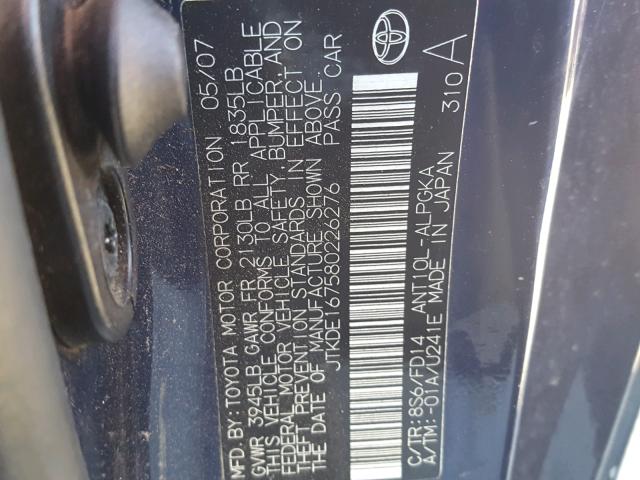 MFD.BY:TOYOTA MOTOR CORPORATION 05/07
GVWR 3945LB GAWR FR 2130LB RR 1835LB
THIS VEHICLE CONFORMS TO ALL APPLICABLE
FEDERAL MOTOR VEHICLE SAFETY, BUMPER, AND
THEFT PREVENTION STANDARDS IN EFFECT ON
THE DATE OF MANUFACTURE SHOWN ABOVE.
JTKDE167580226276 PASS CAR
C/TR:8S6/FD14 ANT10L-ALPGKA 310 A
A/TM:-01A/U241E MADE IN JAPAN